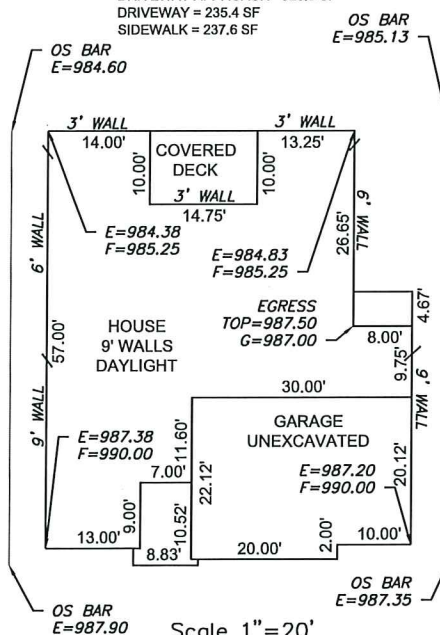 DRIVEWAY = 235.4 SF
SIDEWALK = 237.6 SF
OS BAR
E=985.13
OS BAR
E=984.60
3' WALL
3' WALL
14.00'
COVERED
DECK
13.25'
10.00'
10.00'
3' WALL
14.75'
6' WALL
6' WALL
26.65'
E=984.38
F=985.25
E=984.83
F=985.25
EGRESS
TOP=987.50
G=987.00
4.67'
8.00'
HOUSE
9' WALLS
DAYLIGHT
57.00'
9.75'
9' WALL
30.00'
9' WALL
GARAGE
UNEXCAVATED
E=987.38
F=990.00
11.60'
22.12'
E=987.20
F=990.00
20.12'
7.00'
9.00'
10.52'
13.00'
8.83'
20.00'
2.00'
10.00'
OS BAR
E=987.90
OS BAR
E=987.35
Scale 1"=20'